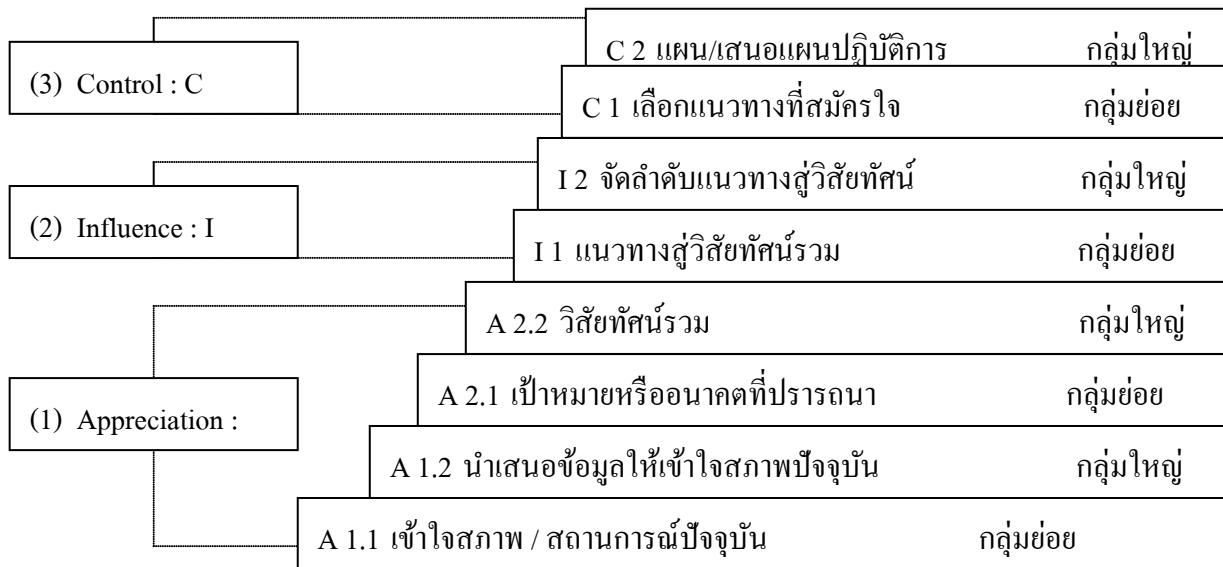 C 2 แผน/เสนอแผนปฏิบัติการ กลุ่มใหญ่
(3) Control : C
C 1 เลือกแนวทางที่สมัครใจ กลุ่มย่อย
I 2 จัดลำดับแนวทางสู่วิสัยทัศน์ กลุ่มใหญ่
(2) Influence : I
I 1 แนวทางสู่วิสัยทัศน์รวม กลุ่มย่อย
A 2.2 วิสัยทัศน์รวม กลุ่มใหญ่
A 2.1 เป้าหมายหรืออนาคตที่ปรารถนา กลุ่มย่อย
(1) Appreciation :
A 1.2 นำเสนอข้อมูลให้เข้าใจสภาพปัจจุบัน กลุ่มใหญ่
A 1.1 เข้าใจสภาพ / สถานการณ์ปัจจุบัน กลุ่มย่อย